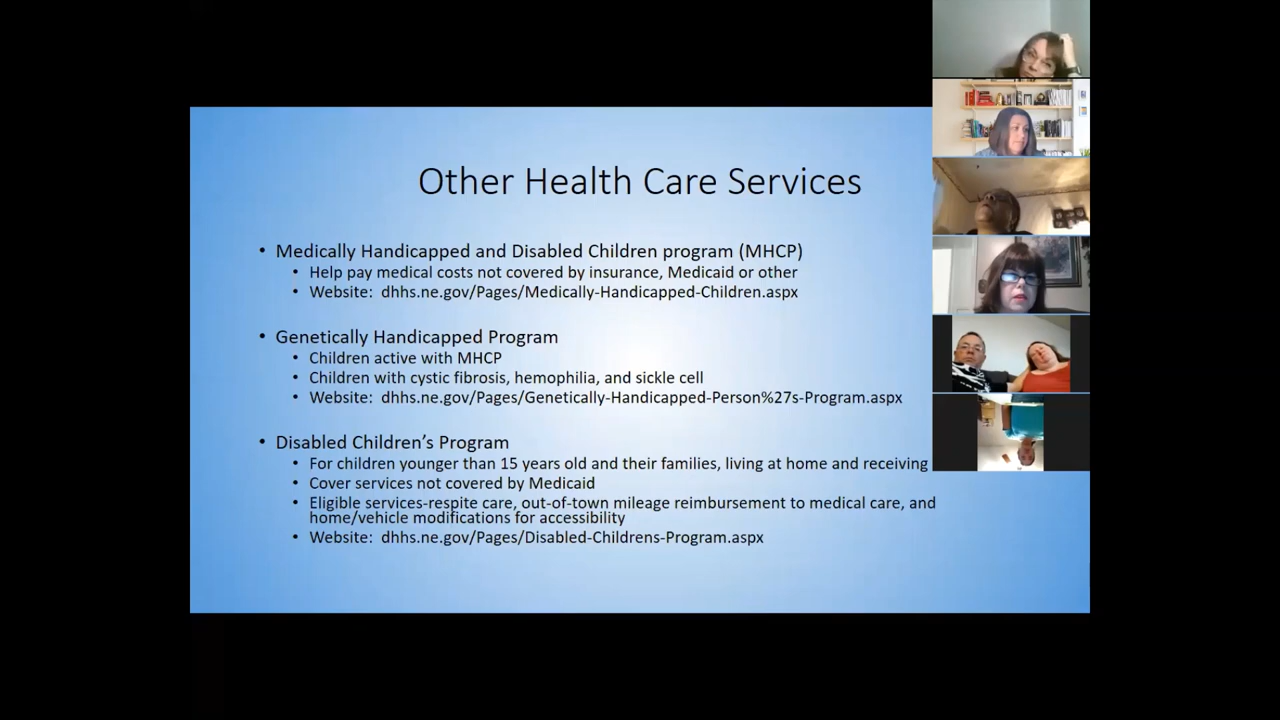 Other Health Care Services
• Medically Handicapped and Disabled Children program (MHCP)
• Help pay medical costs not covered by insurance, Medicaid or other
• Website: dhhs.ne.gov/Pages/Medically-Handicapped-Children.aspx
• Genetically Handicapped Program
• Children active with MHCP
• Children with cystic fibrosis, hemophilia, and sickle cell
• Website: dhhs.ne.gov/Pages/Genetically-Handicapped-Person%27s-Program.aspx
• Disabled Children’s Program
• For children younger than 15 years old and their families, living at home and receiving
• Cover services not covered by Medicaid
• Eligible services-respite care, out-of-town mileage reimbursement to medical care, and
home/vehicle modifications for accessibility
• Website: dhhs.ne.gov/Pages/Disabled-Childrens-Program.aspx